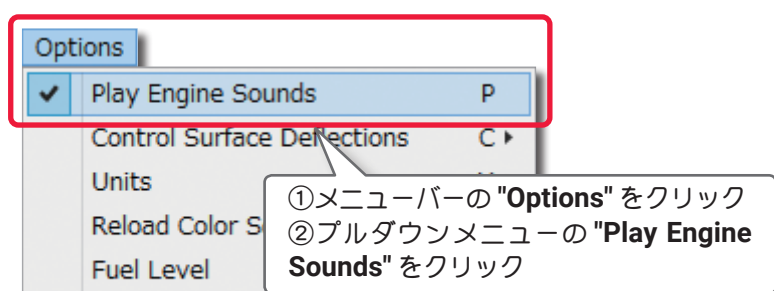 Options
✔ Play Engine Sounds P
Control Surface Deflections C ▸
Units
Reload Color
Fuel Level
①メニューバーの "Options" をクリック
②プルダウンメニューの "Play Engine
Sounds" をクリック